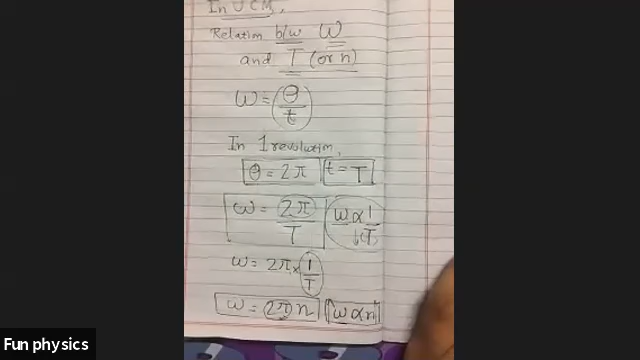 In UCM,
Relation b/w ω
and T (or n)
ω = θ/t
In 1 revolution,
θ = 2π t = T
ω = 2π/T ω ∝ 1/T
ω = 2π × 1/T
ω = 2πn ω ∝ n
Fun physics